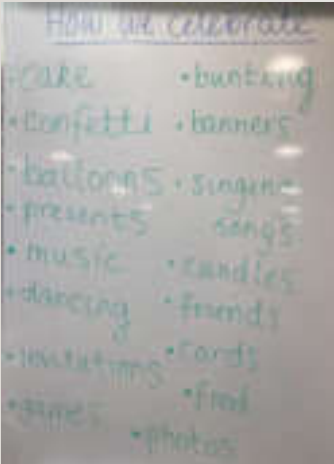 How we celebrate
• cake
• confetti
• balloons
• presents
• music
• dancing
• invitations
• games
• bunting
• banners
• singing
songs
• candles
• friends
• cards
• food
• photos